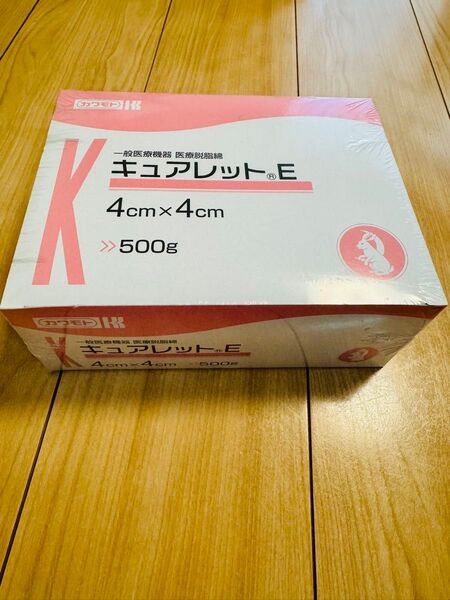 カワモト
K
一般医療機器 医療脱脂綿
キュアレット®E
4cm×4cm
>>500g
カワモト
K
一般医療機器 医療脱脂綿
キュアレット®E
4cm×4cm >>500g